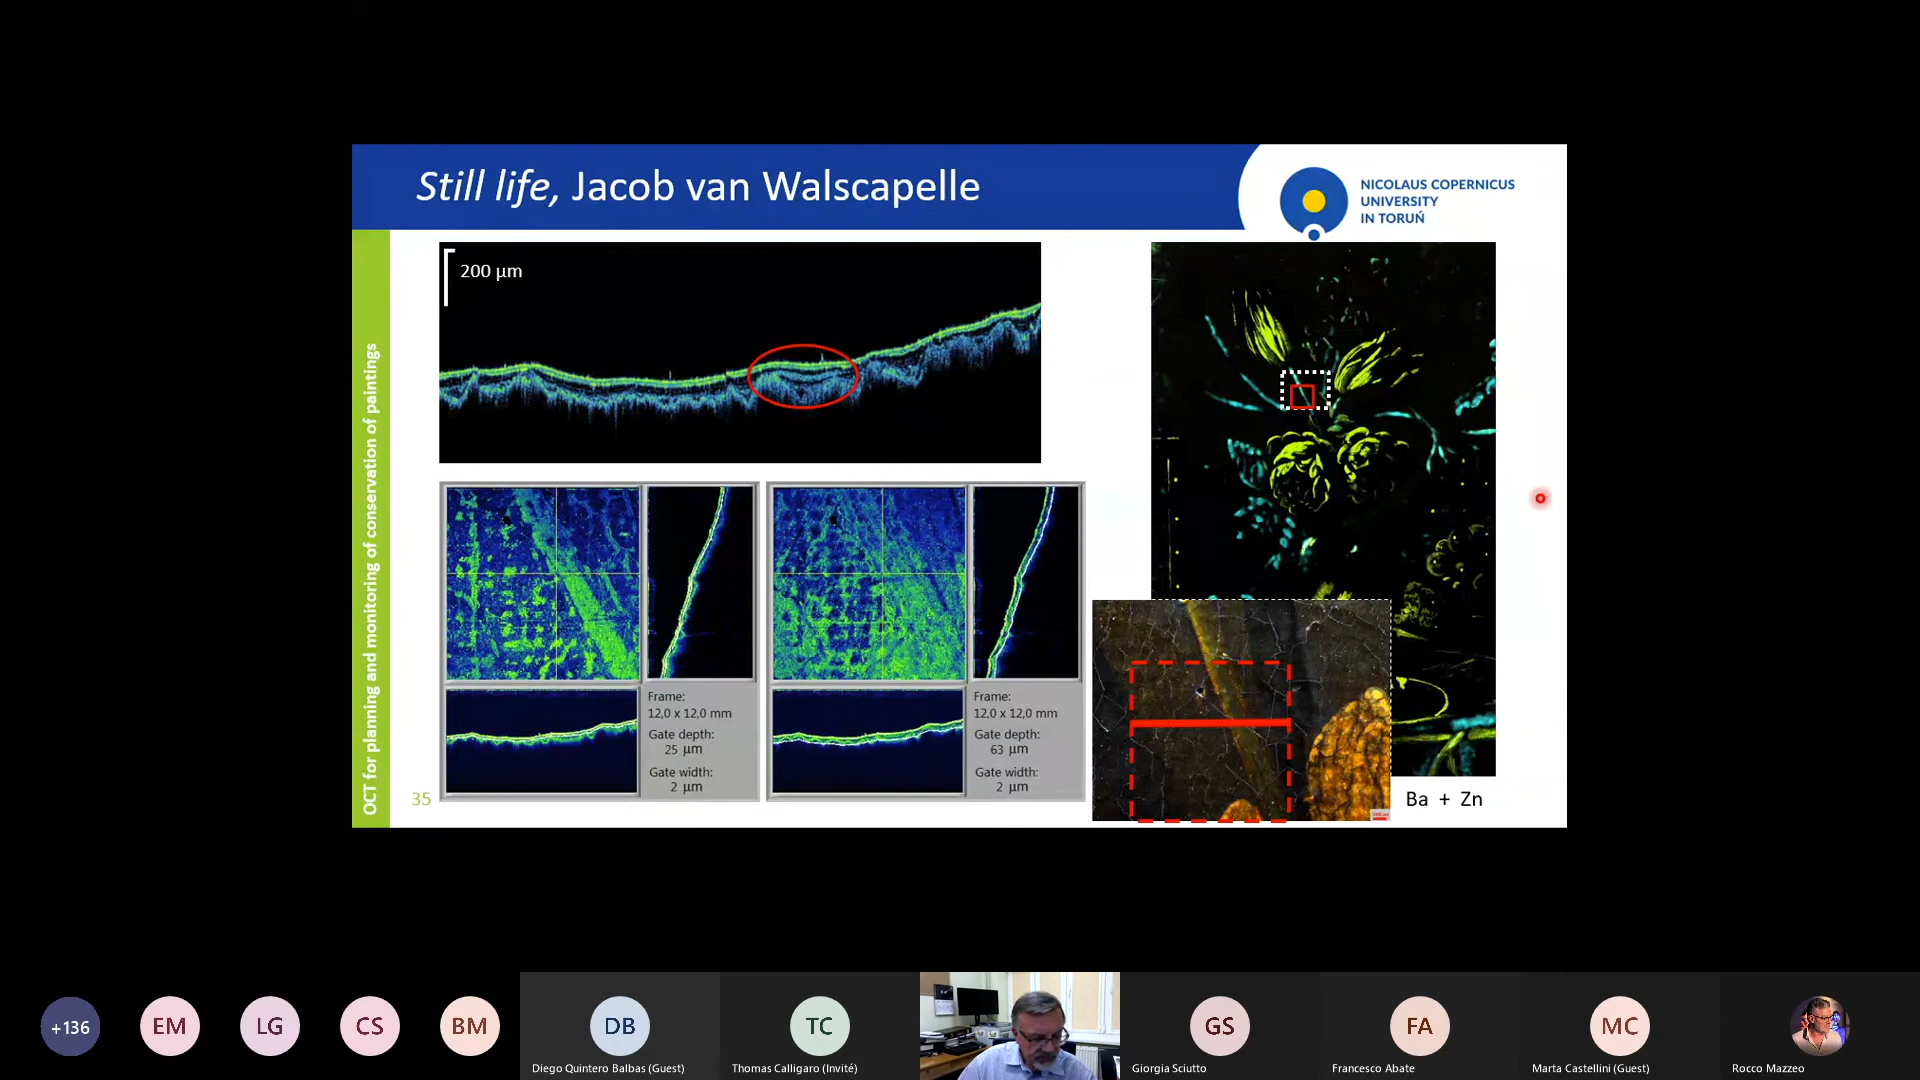 Still life, Jacob van Walscapelle
NICOLAUS COPERNICUS
UNIVERSITY
IN TORUŃ
OCT for planning and monitoring of conservation of paintings
200 µm
Frame:
12,0 x 12,0 mm
Gate depth:
25 µm
Gate width:
2 µm
Frame:
12,0 x 12,0 mm
Gate depth:
63 µm
Gate width:
2 µm
Ba + Zn
35
+136
EM
LG
CS
BM
DB
Diego Quintero Balbas (Guest)
TC
Thomas Calligaro (Invité)
GS
Giorgia Sciutto
FA
Francesco Abate
MC
Marta Castellini (Guest)
Rocco Mazzeo